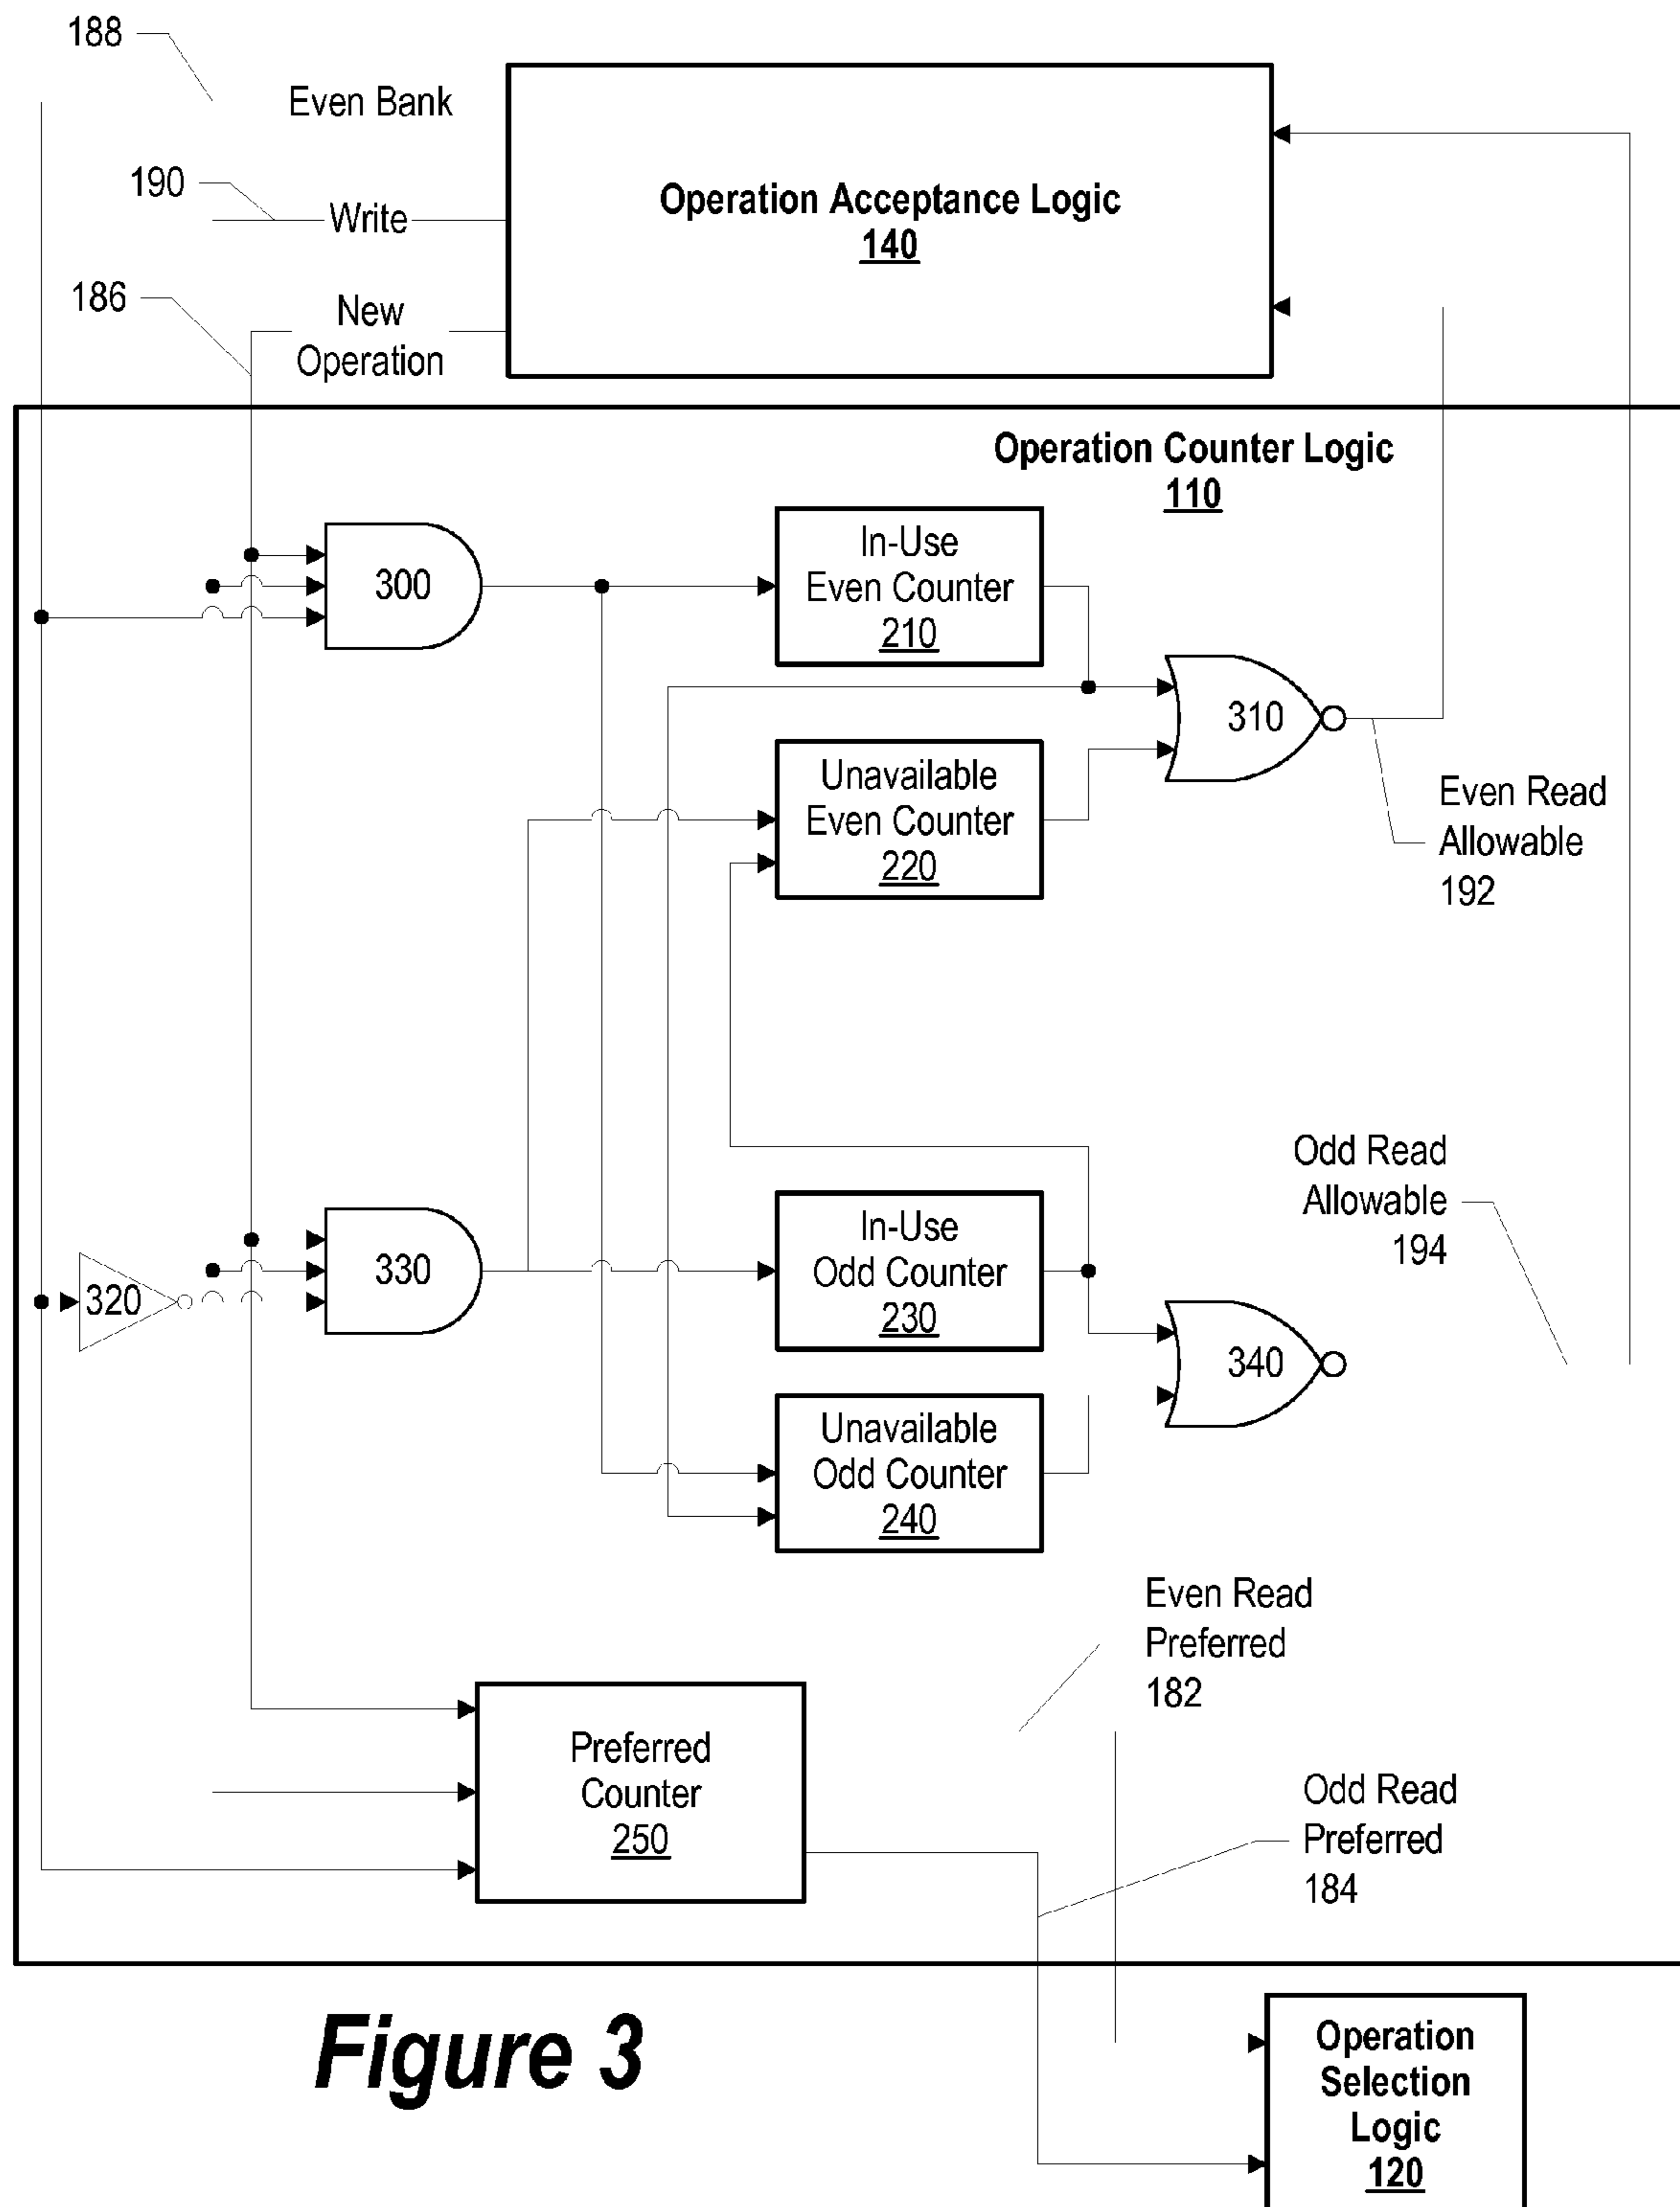 188
Even Bank
190
Write
186
New
Operation
Operation Acceptance Logic
140
Operation Counter Logic
110
300
In-Use
Even Counter
210
310
Unavailable
Even Counter
220
Even Read
Allowable
192
Odd Read
Allowable
194
320
330
In-Use
Odd Counter
230
340
Unavailable
Odd Counter
240
Even Read
Preferred
182
Preferred
Counter
250
Odd Read
Preferred
184
Figure 3
Operation
Selection
Logic
120